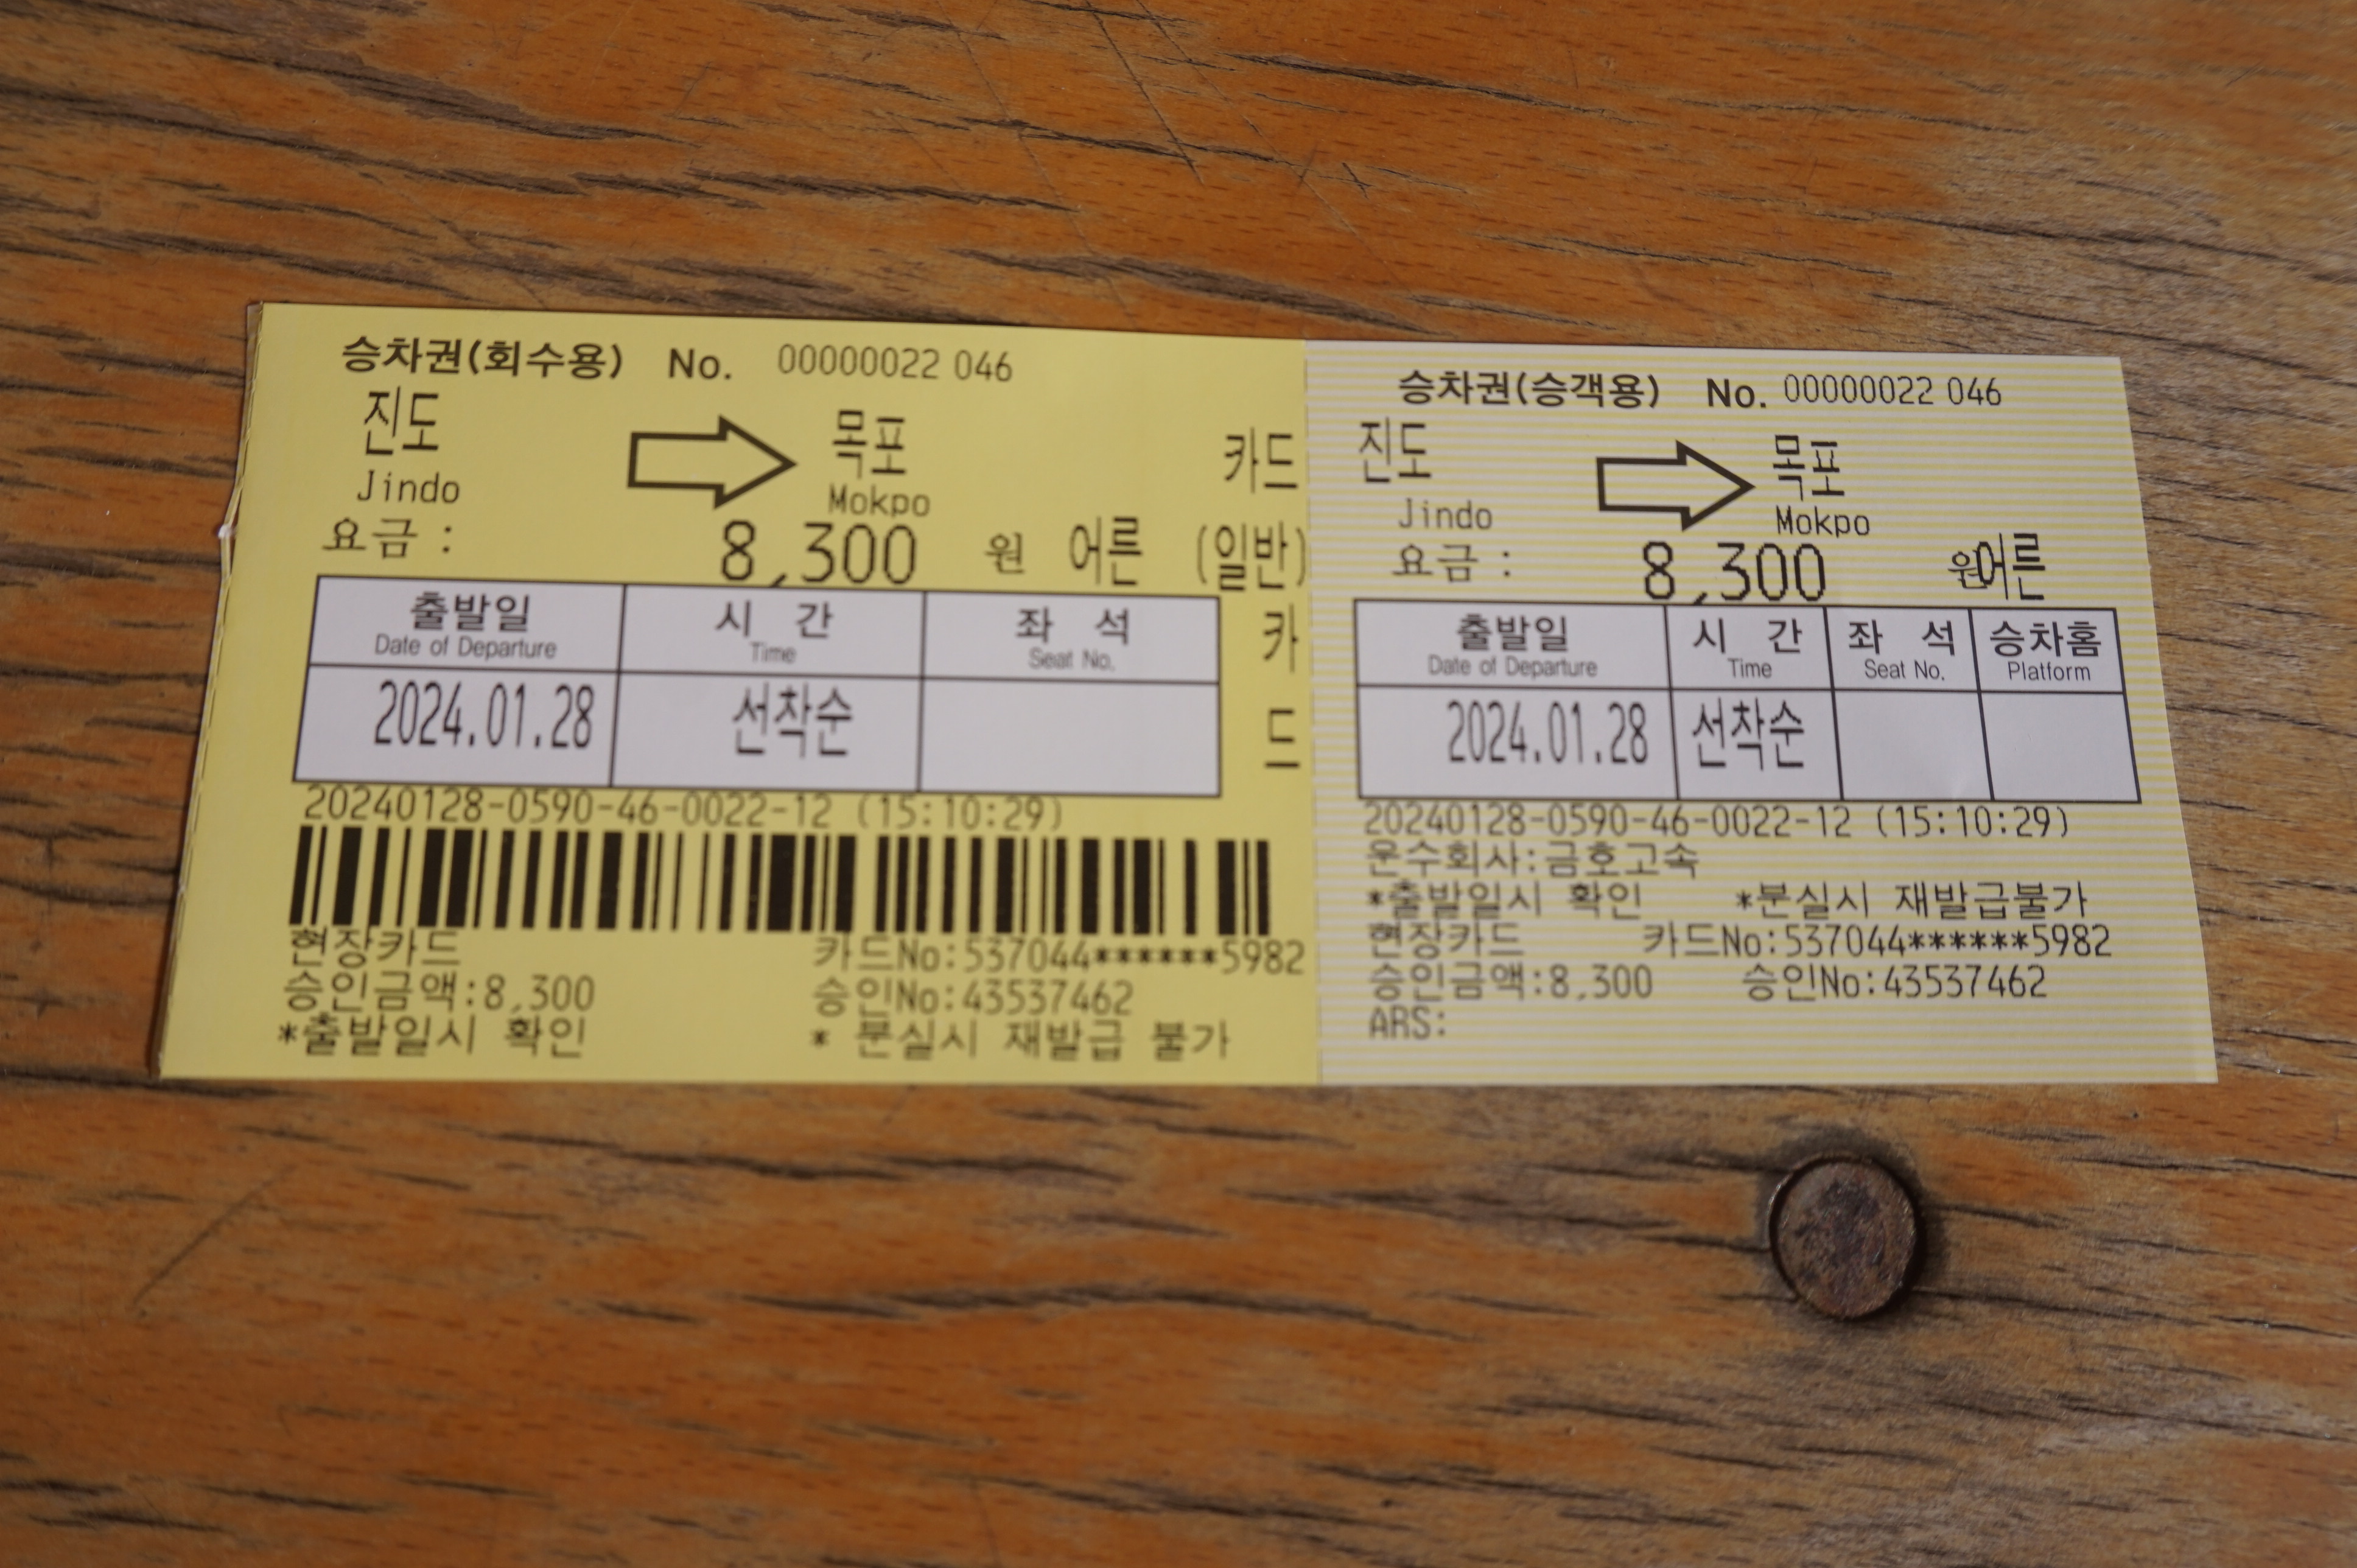 승차권(회수용) No. 00000022 046
진도 목포 카드
Jindo Mokpo
요금 : 8,300 원 어른 (일반)
출발일 시 간 좌 석 카
Date of Departure Time Seat No.
2024.01.28 선착순 드
20240128-0590-46-0022-12 (15:10:29)
현장카드 카드No:537044******5982
승인금액:8,300 승인No:43537462
*출발일시 확인 * 분실시 재발급 불가
승차권(승객용) No. 00000022 046
진도 목포
Jindo Mokpo
요금 : 8,300 원어른
출발일 시 간 좌 석 승차홈
Date of Departure Time Seat No. Platform
2024.01.28 선착순
20240128-0590-46-0022-12 (15:10:29)
운수회사:금호고속
*출발일시 확인 *분실시 재발급불가
현장카드 카드No:537044******5982
승인금액:8,300 승인No:43537462
ARS: